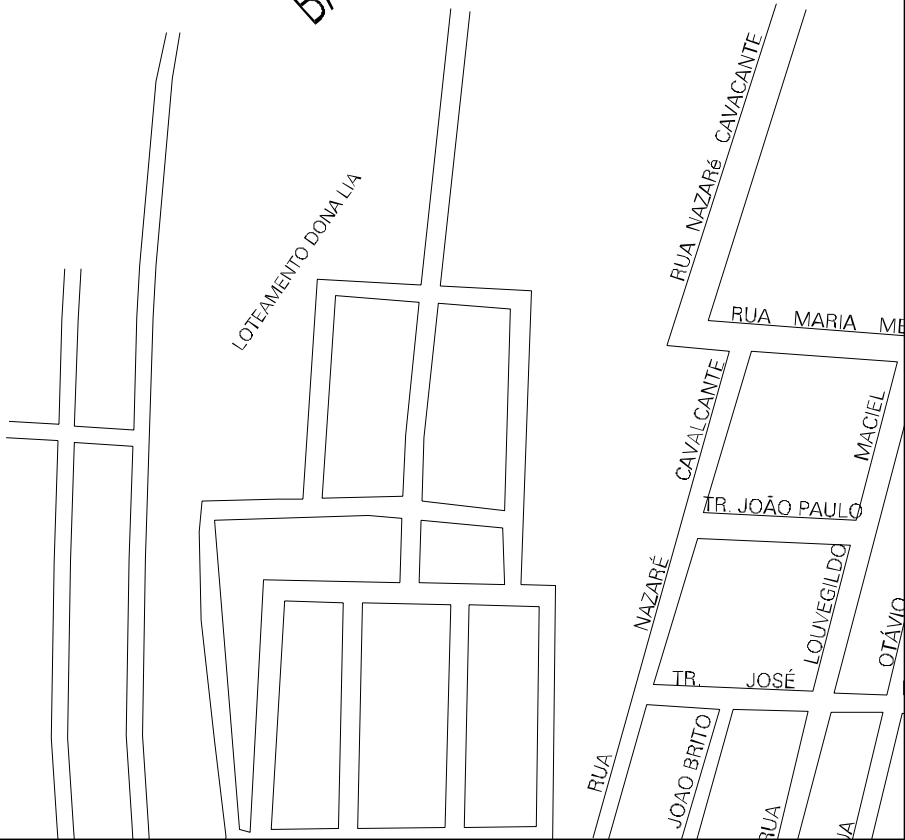 LOTEAMENTO DONA LIA
RUA NAZARé CAVACANTE
RUA MARIA
RUA NAZARÉ CAVALCANTE
MACIEL
TR. JOÃO PAULO
LOUVEGILDO
OTÁVIO
TR. JOSÉ
JOAO BRITO
RUA